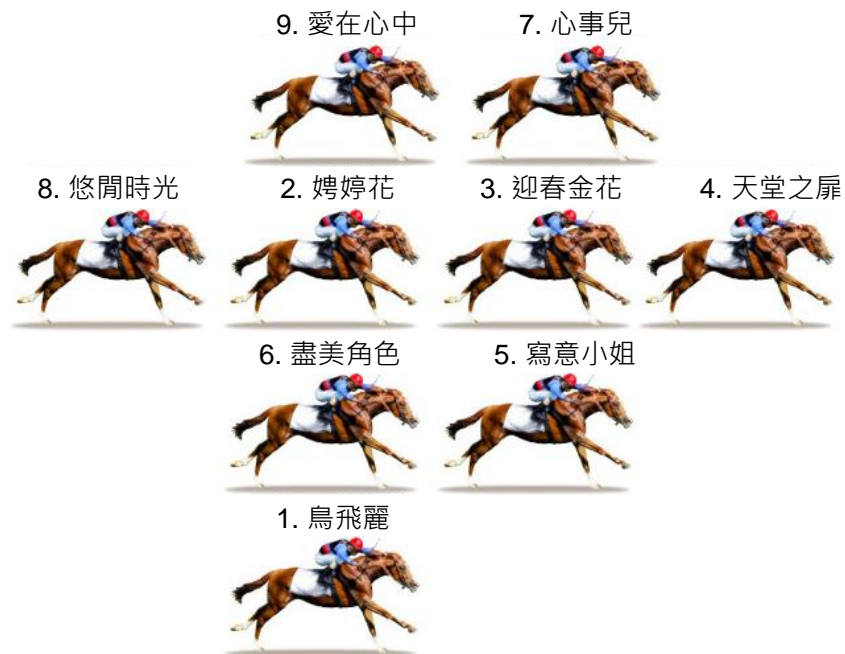 9. 愛在心中 7. 心事兒
8. 悠閒時光 2. 娉婷花 3. 迎春金花 4. 天堂之扉
6. 盡美角色 5. 寫意小姐
1. 鳥飛麗